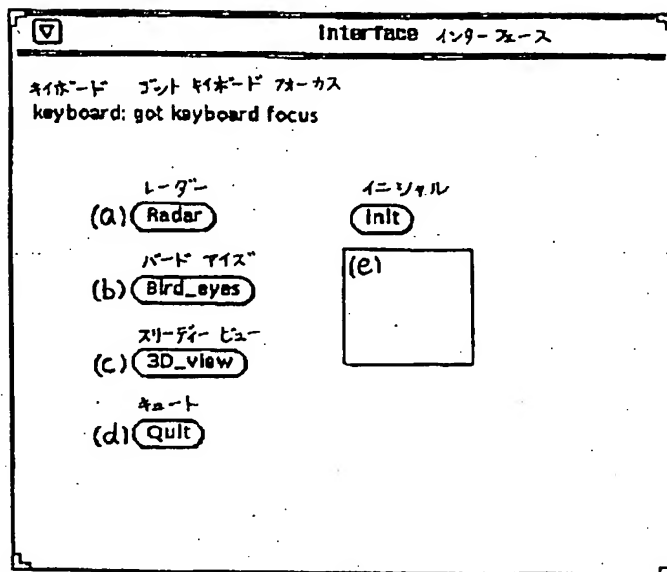 Interface インターフェース
キイボード ゴット キイボード フォーカス
keyboard: got keyboard focus
レーダー イニシャル
(a) Radar Init
バード アイズ (e)
(b) Bird_eyes
スリーディー ビュー
(c) 3D_view
キュート
(d) Quit